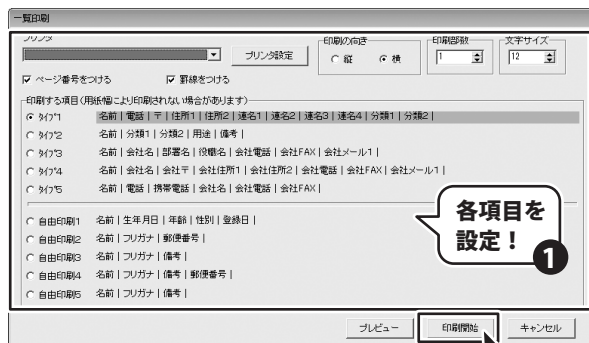 一覧印刷
プリンタ
プリンタ設定
印刷の向き
縦 横
印刷部数
1
文字サイズ
12
ページ番号をつける 罫線をつける
印刷する項目(用紙幅により印刷されない場合があります)
タイプ1 名前 | 電話 | 〒 | 住所1 | 住所2 | 連名1 | 連名2 | 連名3 | 連名4 | 分類1 | 分類2 |
タイプ2 名前 | 分類1 | 分類2 | 用途 | 備考 |
タイプ3 名前 | 会社名 | 部署名 | 役職名 | 会社電話 | 会社FAX | 会社メール1 |
タイプ4 名前 | 会社名 | 会社〒 | 会社住所1 | 会社住所2 | 会社電話 | 会社FAX | 会社メール1 |
タイプ5 名前 | 電話 | 携帯電話 | 会社名 | 会社電話 | 会社FAX |
自由印刷1 名前 | 生年月日 | 年齢 | 性別 | 登録日 |
自由印刷2 名前 | フリガナ | 郵便番号 |
自由印刷3 名前 | フリガナ | 備考 |
自由印刷4 名前 | フリガナ | 備考 | 郵便番号 |
自由印刷5 名前 | フリガナ | 備考 |
各項目を
設定!
1
プレビュー 印刷開始 キャンセル